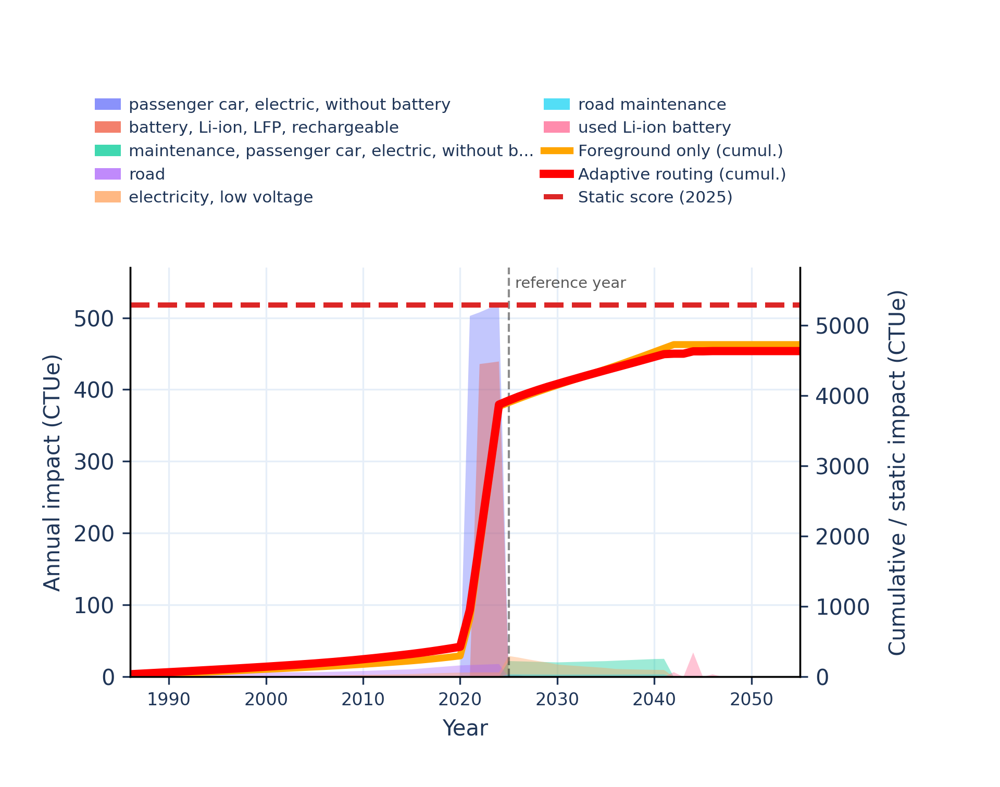 passenger car, electric, without battery
battery, Li-ion, LFP, rechargeable
maintenance, passenger car, electric, without b...
road
electricity, low voltage
road maintenance
used Li-ion battery
Foreground only (cumul.)
Adaptive routing (cumul.)
Static score (2025)
reference year
Annual impact (CTUe)
500
400
300
200
100
0
5000
4000
3000
2000
1000
0
Cumulative / static impact (CTUe)
1990 2000 2010 2020 2030 2040 2050
Year